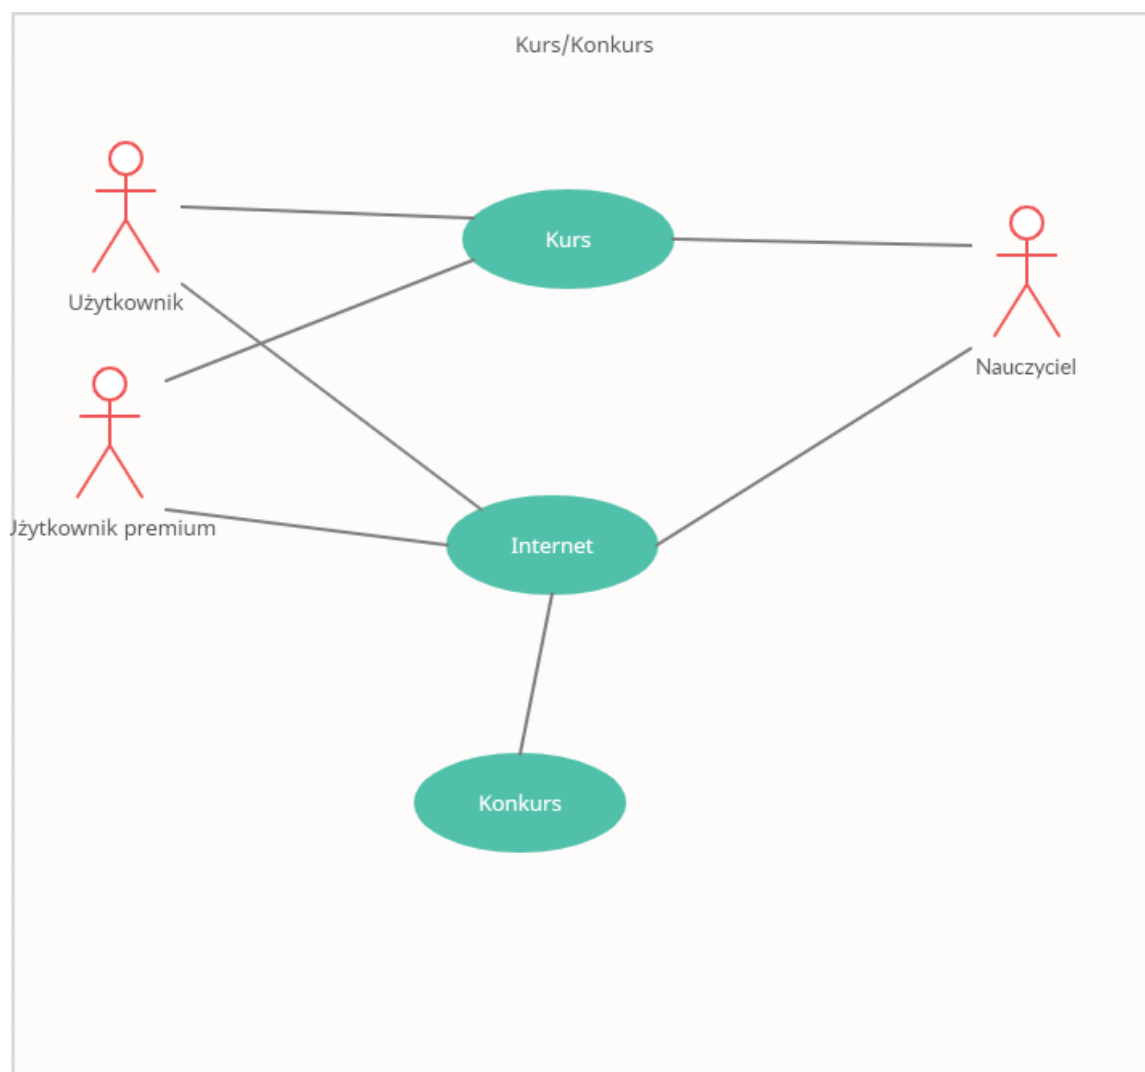 Kurs/Konkurs
Kurs
Użytkownik
Nauczyciel
Użytkownik premium
Internet
Konkurs